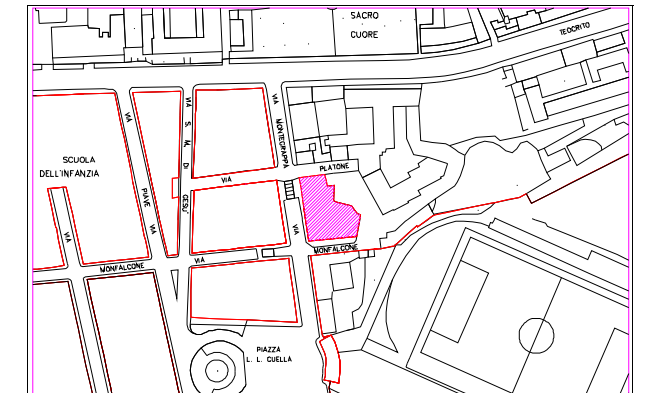 SACRO
CUORE
TEOCRITO
VIA
VIA S. M. DI GESU'
VIA MONTEGRAPPA
SCUOLA
DELL'INFANZIA
PLATONE
VIA
PIAVE
VIA
VIA
VIA
VIA
MONFALCONE
MONFALCONE
VIA
PIAZZA
L. L. CUELLA